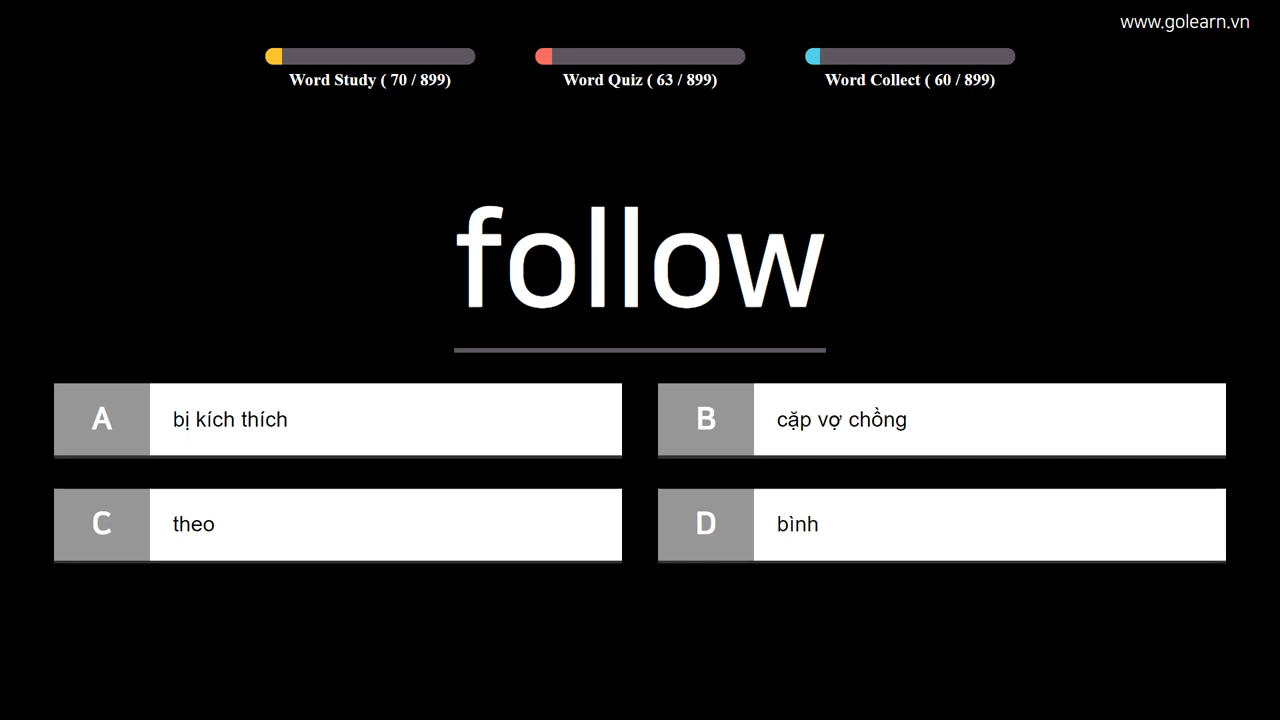 www.golearn.vn
Word Study ( 70 / 899)
Word Quiz ( 63 / 899)
Word Collect ( 60 / 899)
follow
A bị kích thích
B cặp vợ chồng
C theo
D bình